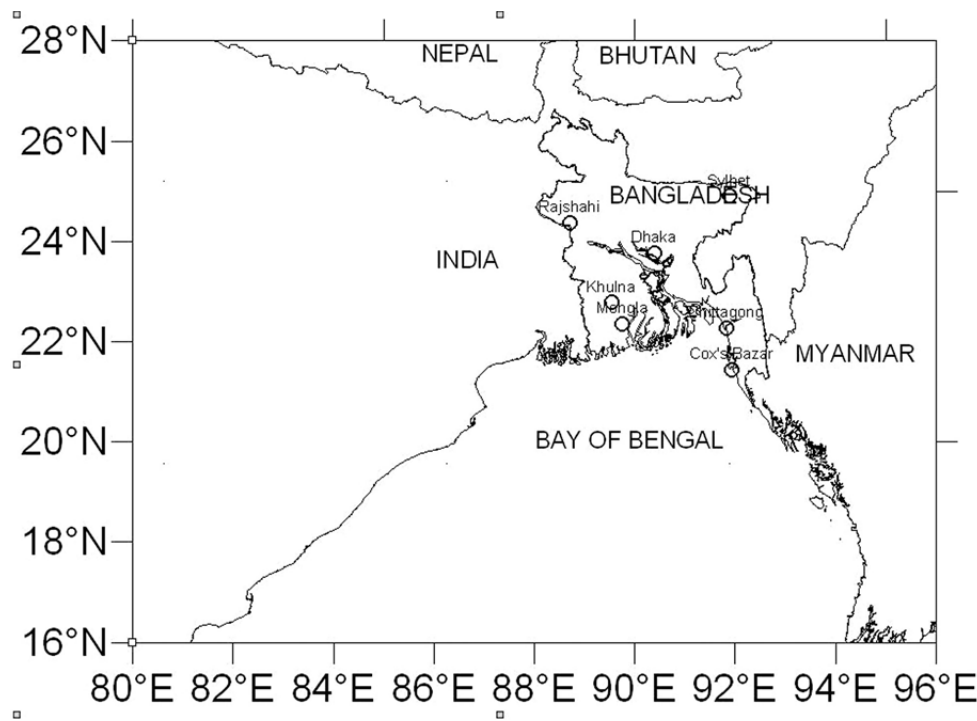 28°N
NEPAL
BHUTAN
26°N
Sylhet
BANGLADESH
Rajshahi
24°N
Dhaka
INDIA
Khulna
Mongla
Chittagong
22°N
Cox's Bazar
MYANMAR
20°N
BAY OF BENGAL
18°N
16°N
80°E 82°E 84°E 86°E 88°E 90°E 92°E 94°E 96°E